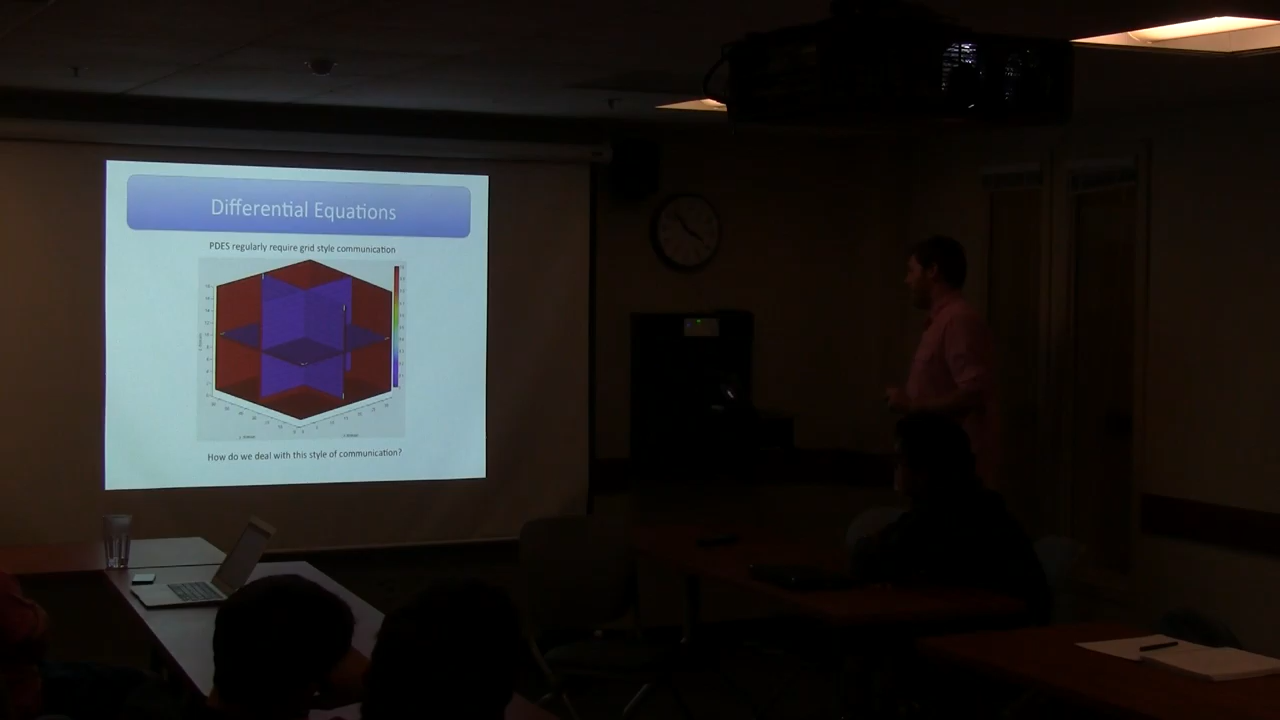 Differential Equations
PDES regularly require grid style communication
How do we deal with this style of communication?